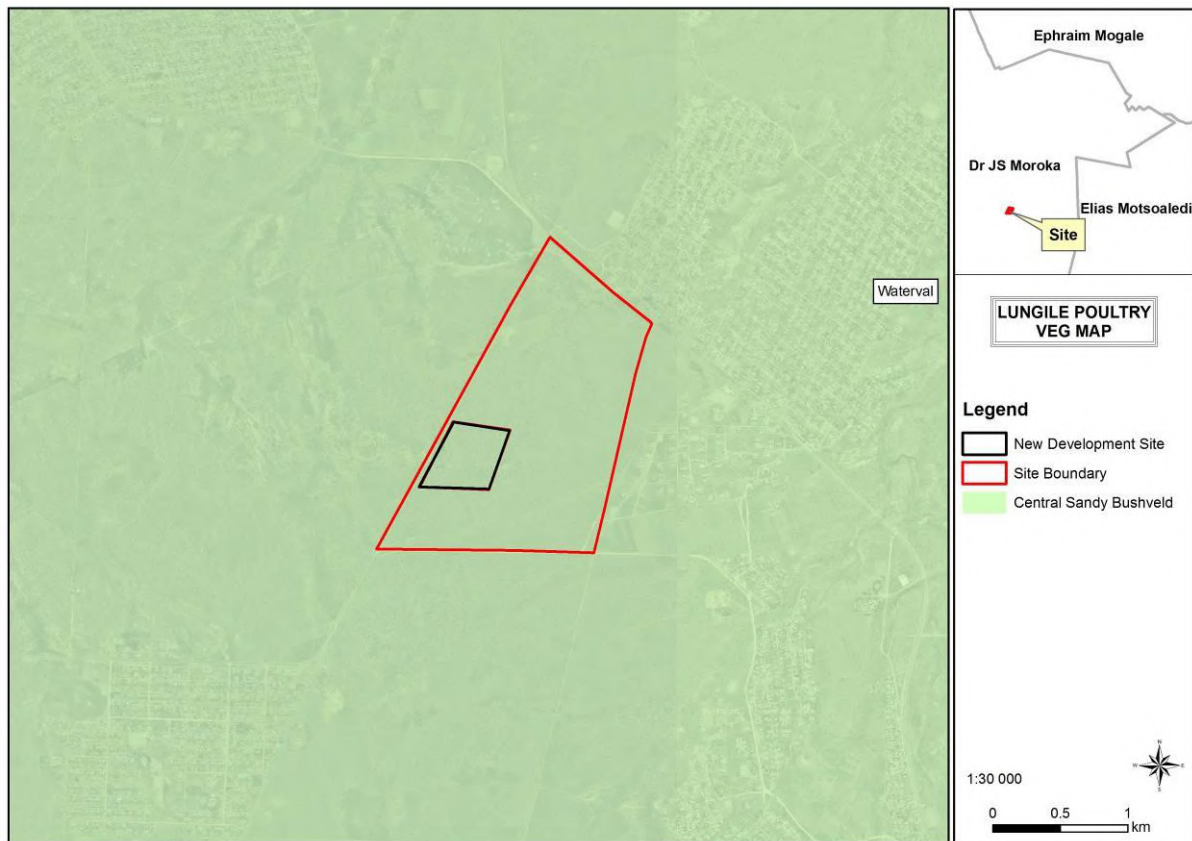 Waterval
Ephraim Mogale
Dr JS Moroka
Elias Motsoaledi
Site
LUNGILE POULTRY
VEG MAP
Legend
New Development Site
Site Boundary
Central Sandy Bushveld
N
W E
S
1:30 000
0 0.5 1
km